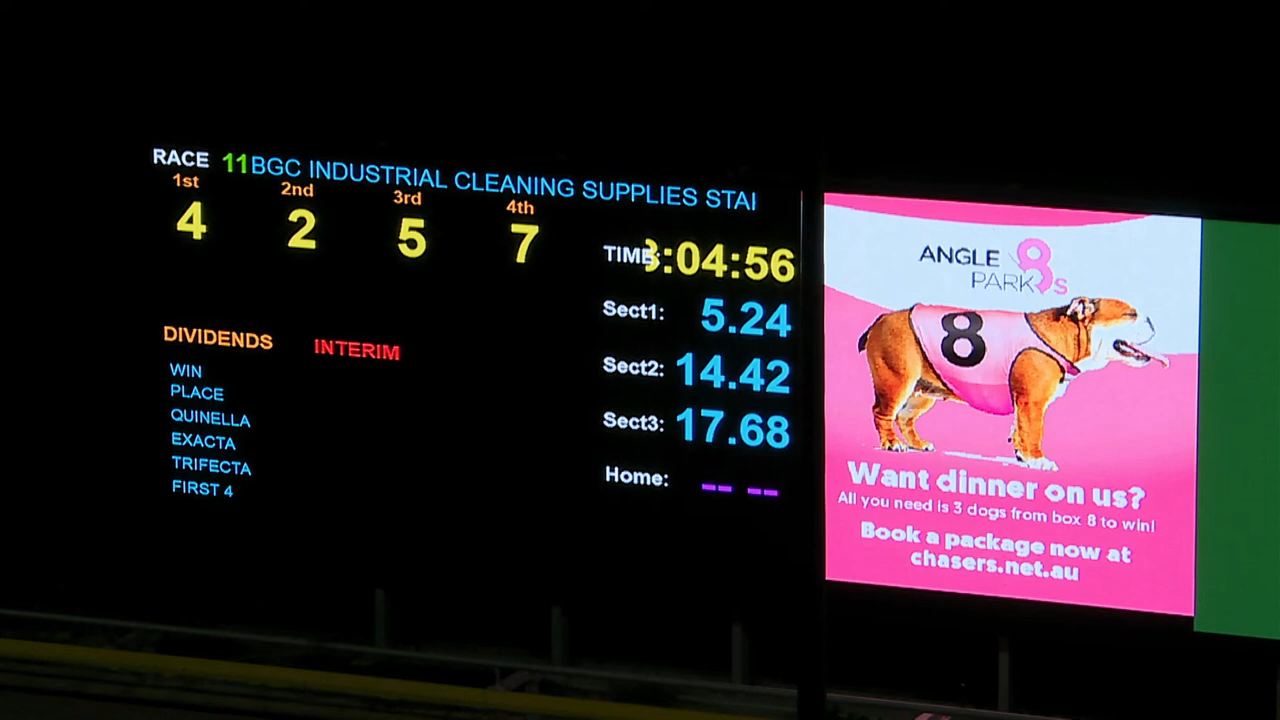 RACE 11 BGC INDUSTRIAL CLEANING SUPPLIES STAI
1st 2nd 3rd 4th
4 2 5 7
TIME: :04:56
Sect1: 5.24
Sect2: 14.42
Sect3: 17.68
Home: -- --
DIVIDENDS INTERIM
WIN
PLACE
QUINELLA
EXACTA
TRIFECTA
FIRST 4
ANGLE
PARK 8s
8
Want dinner on us?
All you need is 3 dogs from box 8 to win!
Book a package now at
chasers.net.au